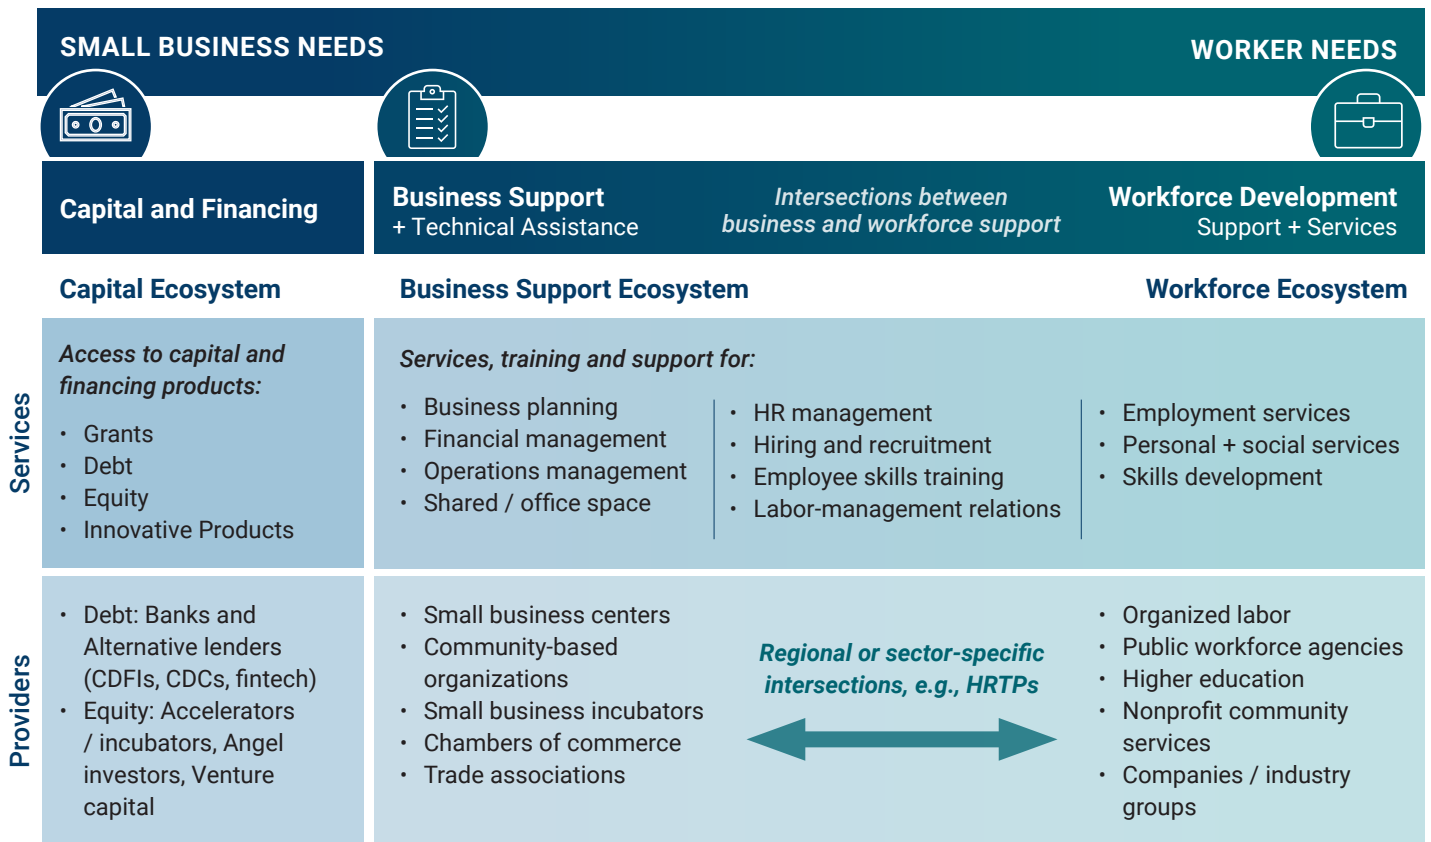 SMALL BUSINESS NEEDS
WORKER NEEDS
Capital and Financing
Business Support
+ Technical Assistance
Intersections between
business and workforce support
Workforce Development
Support + Services
Capital Ecosystem
Business Support Ecosystem
Workforce Ecosystem
Services
Access to capital and
financing products:
• Grants
• Debt
• Equity
• Innovative Products
Services, training and support for:
• Business planning
• Financial management
• Operations management
• Shared / office space
• HR management
• Hiring and recruitment
• Employee skills training
• Labor-management relations
• Employment services
• Personal + social services
• Skills development
Providers
• Debt: Banks and
Alternative lenders
(CDFIs, CDCs, fintech)
• Equity: Accelerators
/ incubators, Angel
investors, Venture
capital
• Small business centers
• Community-based
organizations
• Small business incubators
• Chambers of commerce
• Trade associations
Regional or sector-specific
intersections, e.g., HRTPs
• Organized labor
• Public workforce agencies
• Higher education
• Nonprofit community
services
• Companies / industry
groups